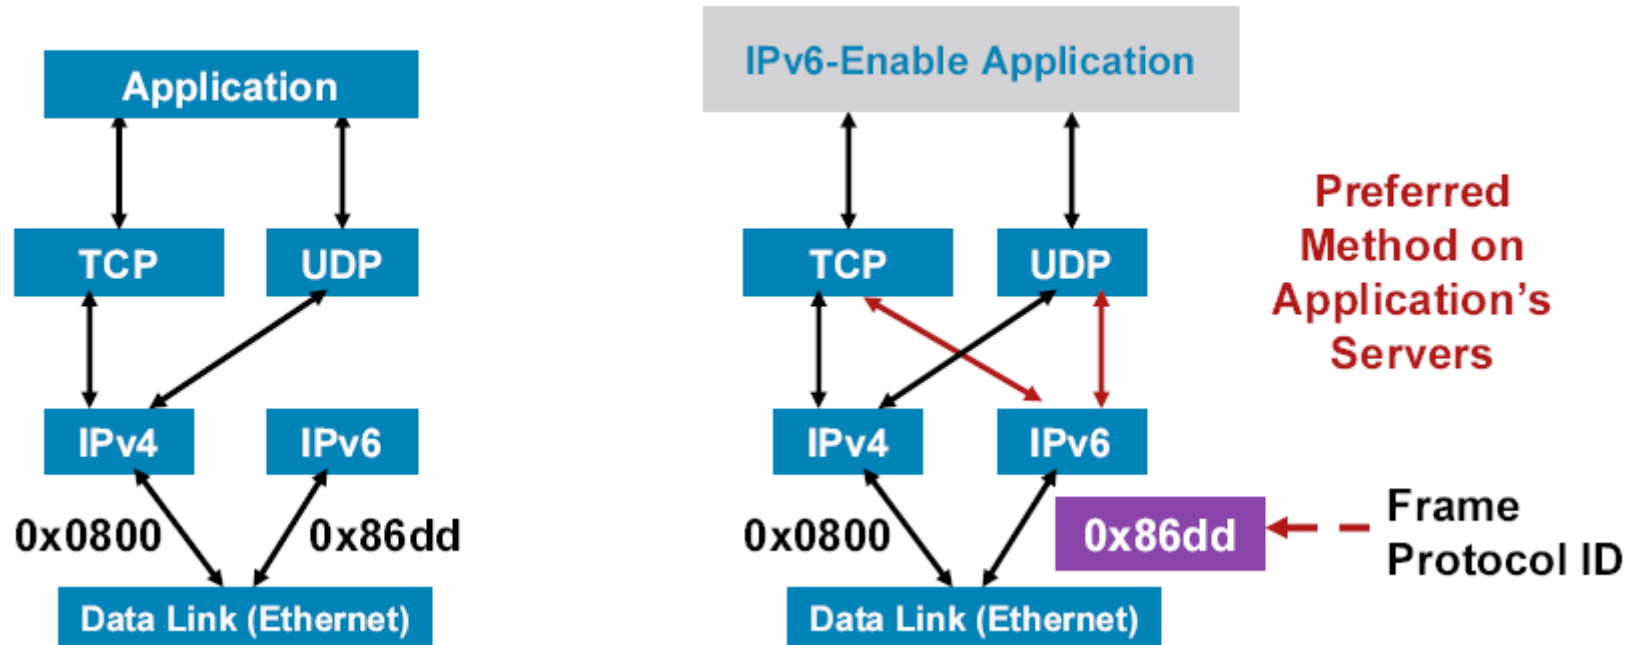 Application
TCP
UDP
IPv4
IPv6
0x0800
0x86dd
Data Link (Ethernet)
IPv6-Enable Application
TCP
UDP
IPv4
IPv6
0x0800
0x86dd
Data Link (Ethernet)
Preferred
Method on
Application’s
Servers
Frame
Protocol ID